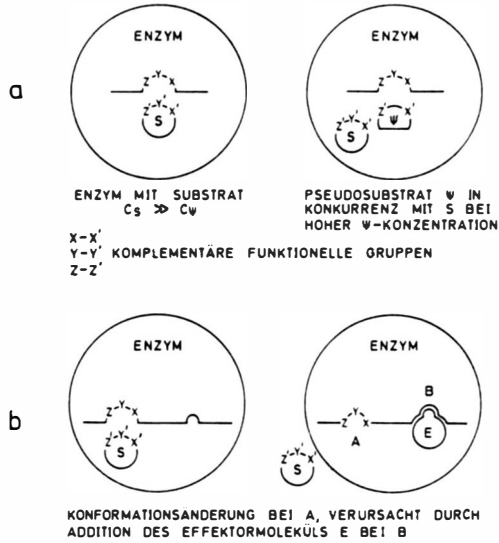 a
ENZYM
Z-Y-X
Z'-Y'-X'
S
ENZYM MIT SUBSTRAT
Cs ≫ Cψ
ENZYM
Z-Y-X
Z'-Y'-X'
S
Z' X'
ψ
PSEUDOSUBSTRAT ψ IN
KONKURRENZ MIT S BEI
HOHER ψ-KONZENTRATION
X-X'
Y-Y' KOMPLEMENTÄRE FUNKTIONELLE GRUPPEN
Z-Z'
b
ENZYM
Z-Y-X
Z'-Y'-X'
S
ENZYM
Z-Y-X
A
B
E
Z'-Y'-X'
S
KONFORMATIONSANDERUNG BEI A, VERURSACHT DURCH
ADDITION DES EFFEKTORMOLEKÜLS E BEI B